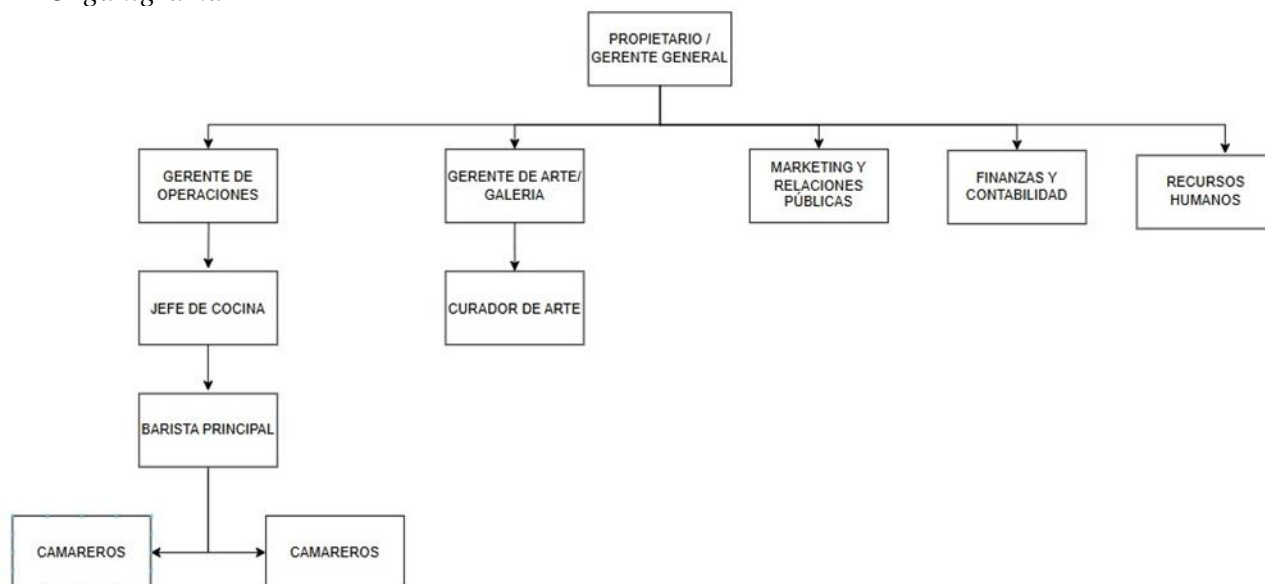 PROPIETARIO /
GERENTE GENERAL
GERENTE DE
OPERACIONES
GERENTE DE ARTE/
GALERIA
MARKETING Y
RELACIONES
PÚBLICAS
FINANZAS Y
CONTABILIDAD
RECURSOS
HUMANOS
JEFE DE COCINA
CURADOR DE ARTE
BARISTA PRINCIPAL
CAMAREROS
CAMAREROS